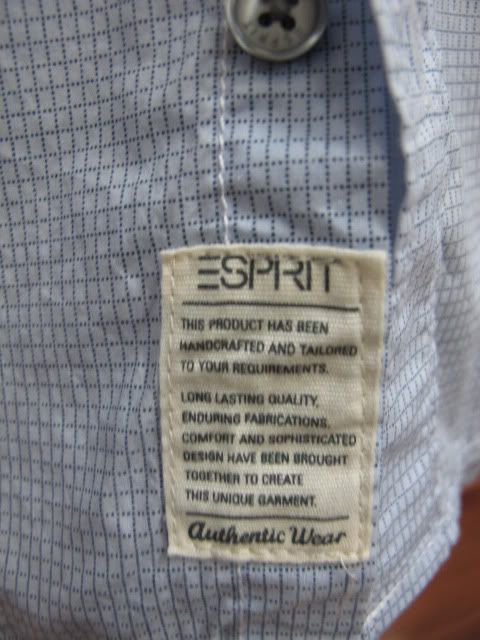 ESPRIT
THIS PRODUCT HAS BEEN
HANDCRAFTED AND TAILORED
TO YOUR REQUIREMENTS.
LONG LASTING QUALITY,
ENDURING FABRICATIONS,
COMFORT AND SOPHISTICATED
DESIGN HAVE BEEN BROUGHT
TOGETHER TO CREATE
THIS UNIQUE GARMENT.
Authentic Wear